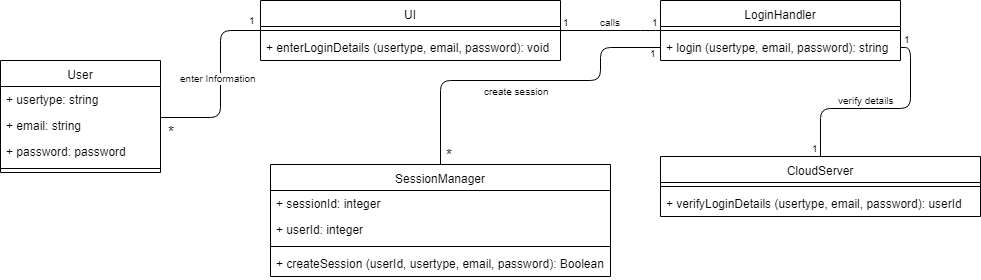 UI
+ enterLoginDetails (usertype, email, password): void
1
1
calls
1
LoginHandler
+ login (usertype, email, password): string
1
1
User
+ usertype: string
+ email: string
+ password: password
enter Information
*
create session
*
verify details
1
SessionManager
+ sessionId: integer
+ userId: integer
+ createSession (userId, usertype, email, password): Boolean
CloudServer
+ verifyLoginDetails (usertype, email, password): userId